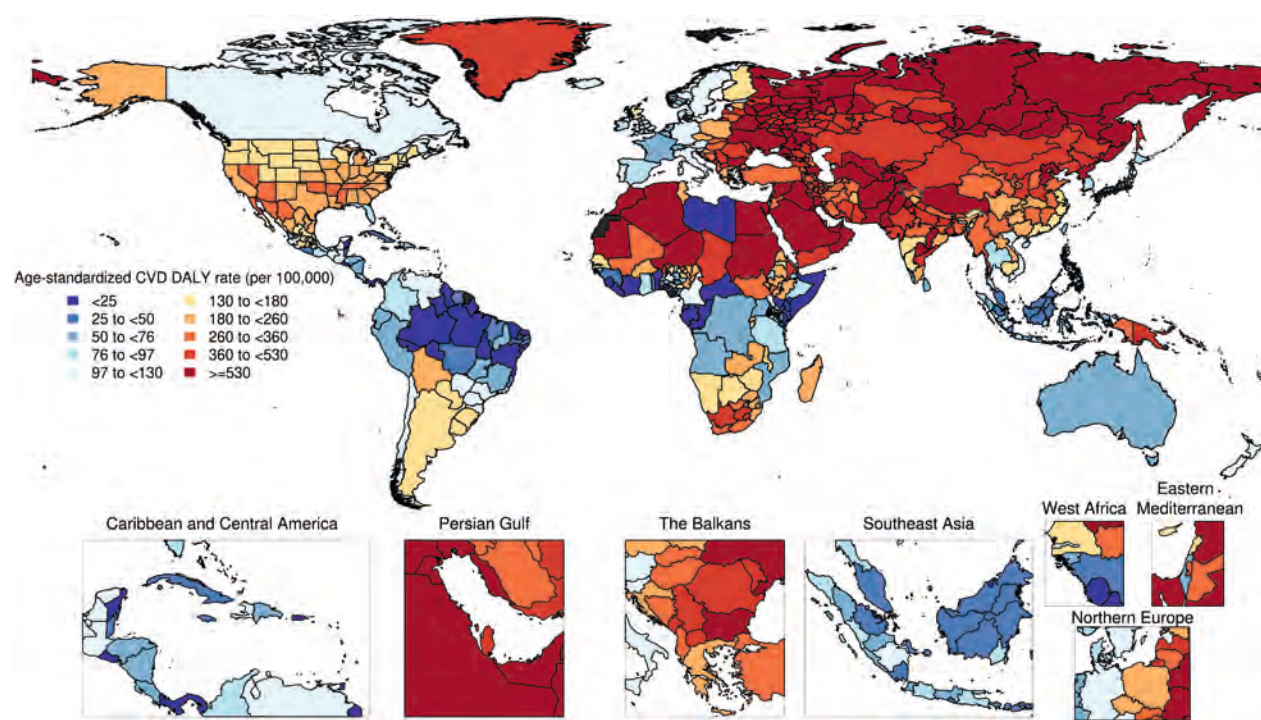 Age-standardized CVD DALY rate (per 100,000)
<25
25 to <50
50 to <76
76 to <97
97 to <130
130 to <180
180 to <260
260 to <360
360 to <530
>=530
Caribbean and Central America
Persian Gulf
The Balkans
Southeast Asia
West Africa
Eastern
Mediterranean
Northern Europe